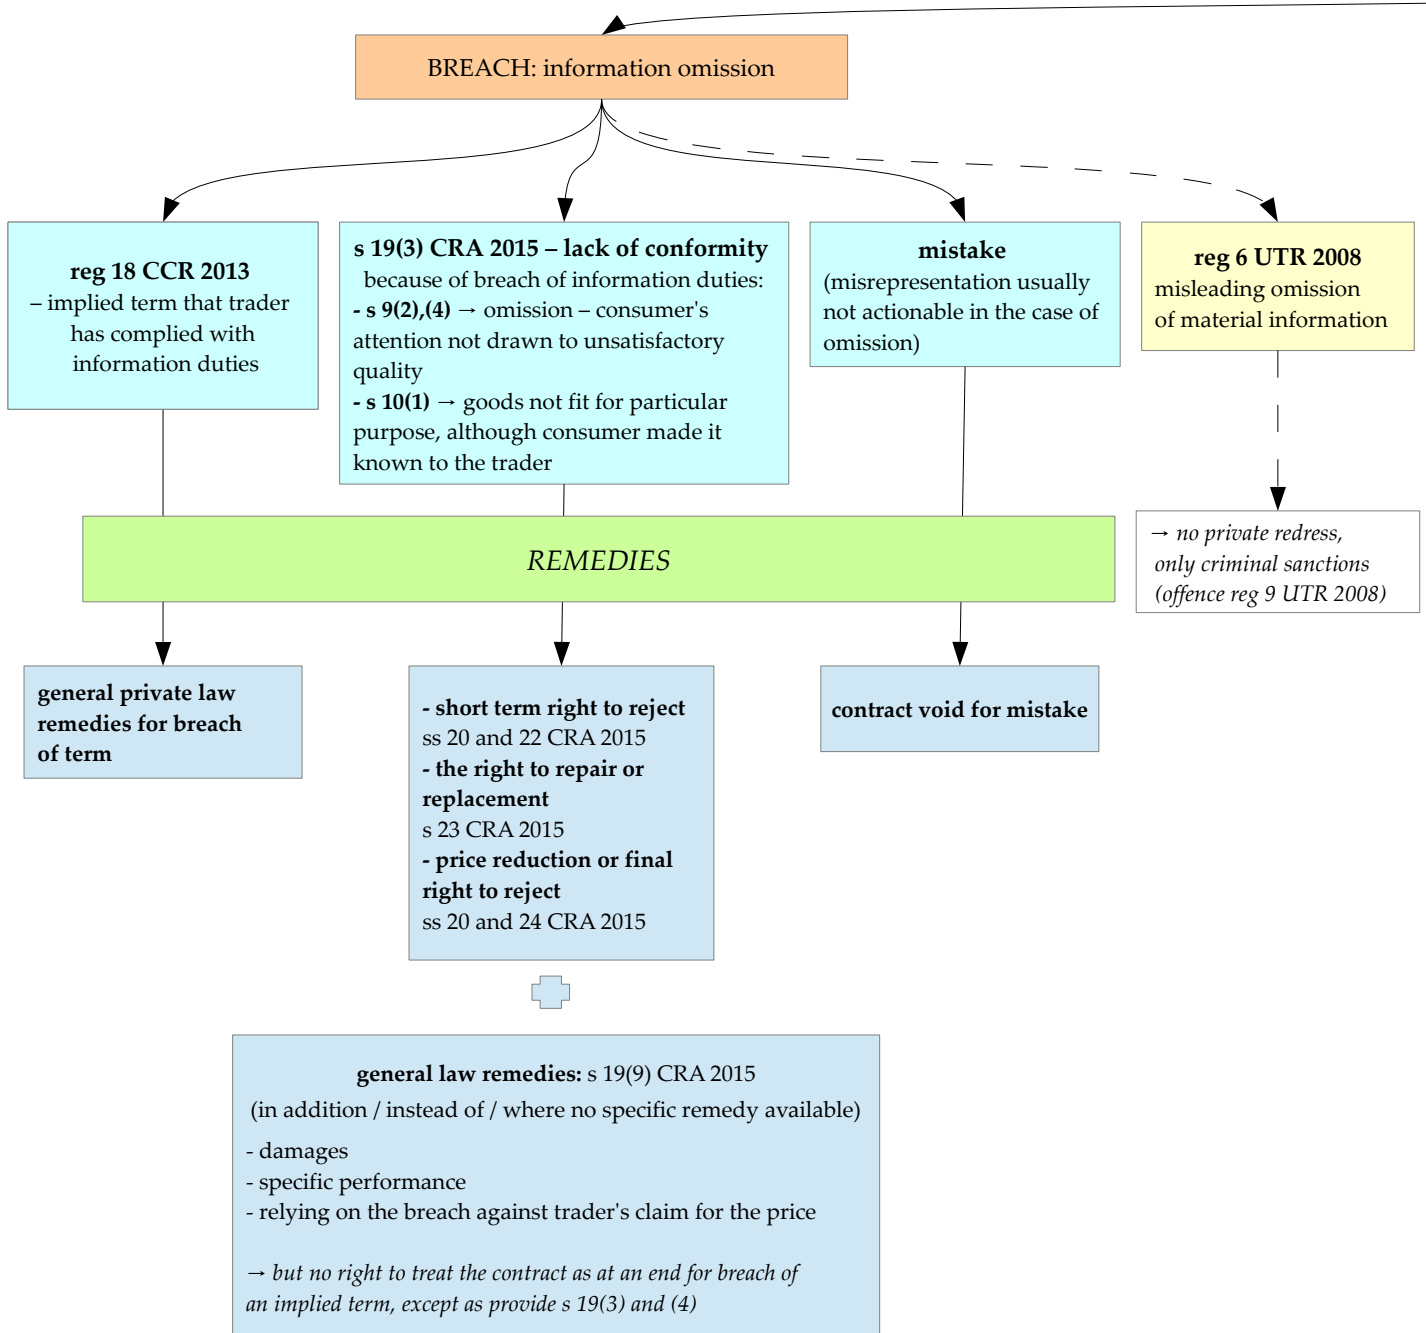 BREACH: information omission
reg 18 CCR 2013
– implied term that trader
has complied with
information duties
s 19(3) CRA 2015 – lack of conformity
because of breach of information duties:
- s 9(2),(4) → omission – consumer's
attention not drawn to unsatisfactory
quality
- s 10(1) → goods not fit for particular
purpose, although consumer made it
known to the trader
mistake
(misrepresentation usually
not actionable in the case of
omission)
reg 6 UTR 2008
misleading omission
of material information
REMEDIES
→ no private redress,
only criminal sanctions
(offence reg 9 UTR 2008)
general private law
remedies for breach
of term
- short term right to reject
ss 20 and 22 CRA 2015
- the right to repair or
replacement
s 23 CRA 2015
- price reduction or final
right to reject
ss 20 and 24 CRA 2015
contract void for mistake
general law remedies: s 19(9) CRA 2015
(in addition / instead of / where no specific remedy available)
- damages
- specific performance
- relying on the breach against trader's claim for the price
→ but no right to treat the contract as at an end for breach of
an implied term, except as provide s 19(3) and (4)